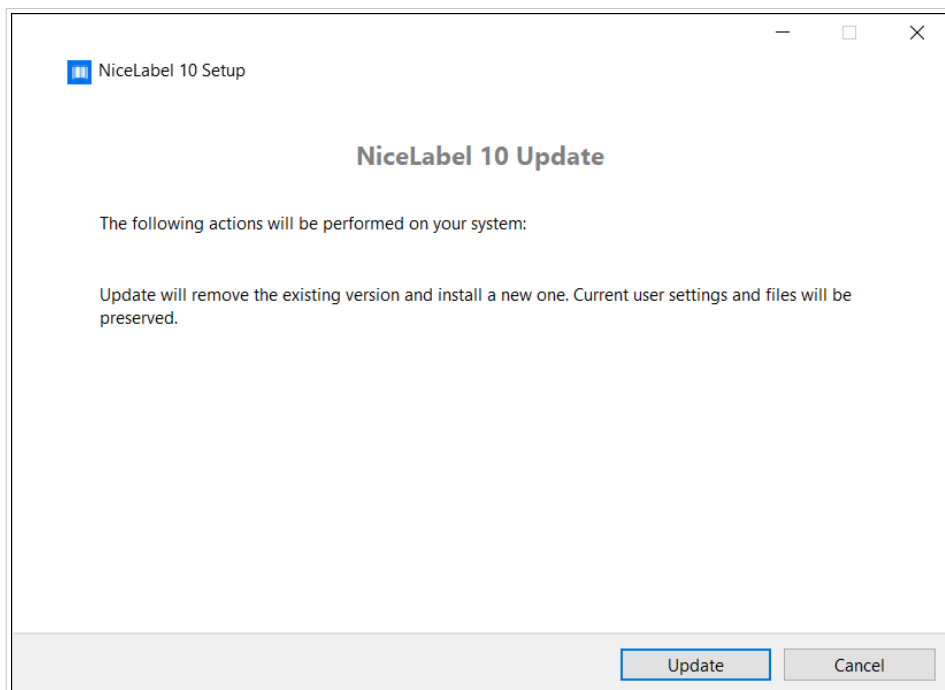 NiceLabel 10 Setup
NiceLabel 10 Update
The following actions will be performed on your system:
Update will remove the existing version and install a new one. Current user settings and files will be
preserved.
Update
Cancel